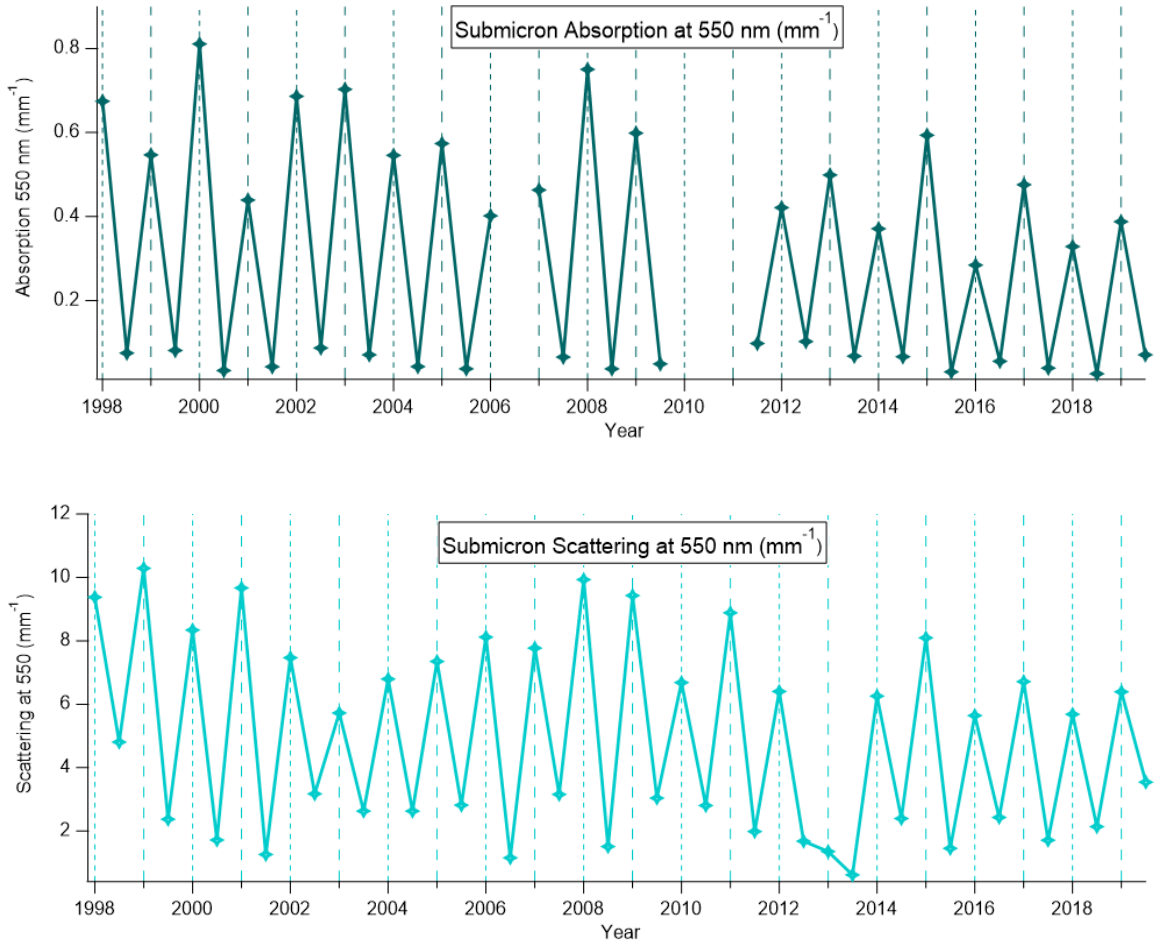 Submicron Absorption at 550 nm (mm⁻¹)
Absorption 550 nm (mm⁻¹)
0.8
0.6
0.4
0.2
1998 2000 2002 2004 2006 2008 2010 2012 2014 2016 2018
Year
Submicron Scattering at 550 nm (mm⁻¹)
Scattering at 550 (mm⁻¹)
12
10
8
6
4
2
1998 2000 2002 2004 2006 2008 2010 2012 2014 2016 2018
Year